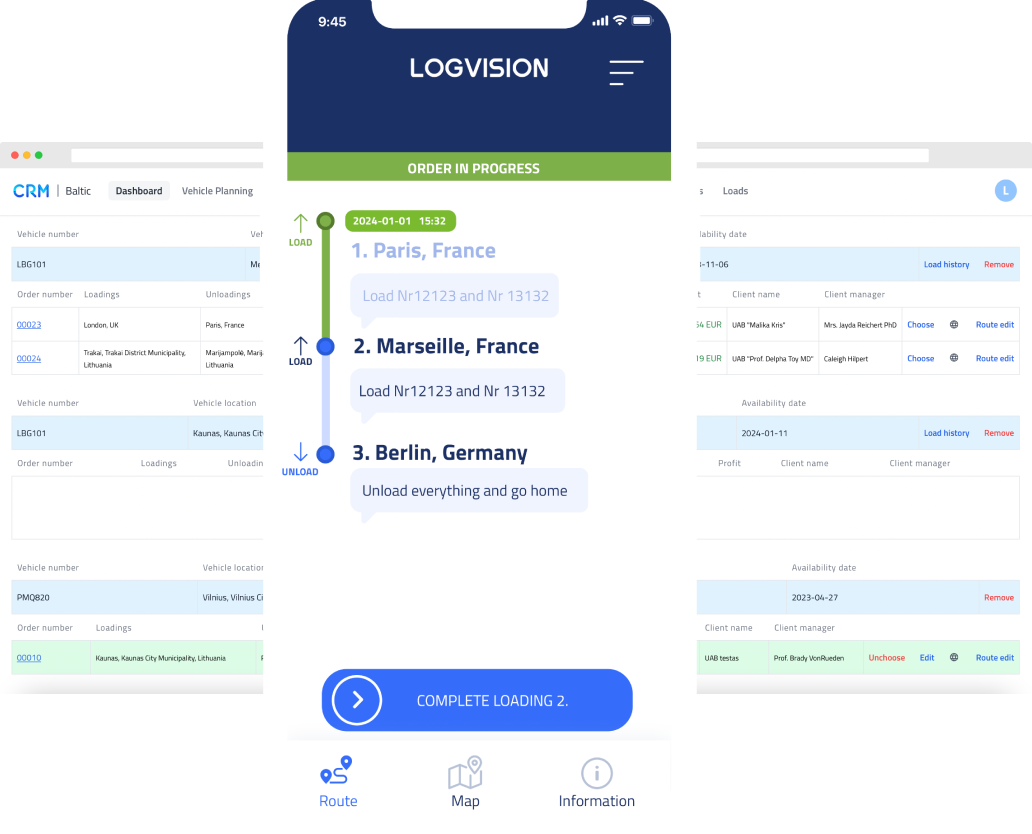 9:45
LOGVISION
ORDER IN PROGRESS
LOAD
2024-01-01 15:32
1. Paris, France
Load Nr12123 and Nr 13132
LOAD
2. Marseille, France
Load Nr12123 and Nr 13132
UNLOAD
3. Berlin, Germany
Unload everything and go home
COMPLETE LOADING 2.
Route Map Information
CRM | Baltic Dashboard Vehicle Planning
Vehicle number
LBG101
Order number Loadings Unloadings
00023 London, UK Paris, France
00024 Trakai, Trakai District Municipality,
Lithuania
Marijampolė,
Lithuania
Vehicle number Vehicle location
LBG101 Kaunas, Kaunas
Order number Loadings
Vehicle number Vehicle location
PMQ820 Vilnius, Vilnius
Order number Loadings
00010 Kaunas, Kaunas City Municipality, Lithuania
s Loads L
lability date
-11-06 Load history Remove
t Client name Client manager
54 EUR UAB "Malika Kris" Mrs. Jayda Reichert PhD Choose Route edit
19 EUR UAB "Prof. Delpha Toy MD" Caleigh Hilpert Choose Route edit
Availability date
2024-01-11 Load history Remove
Profit Client name Client manager
Availability date
2023-04-27 Remove
Client name Client manager
UAB testas Prof. Brady VonRueden Unchoose Edit Route edit